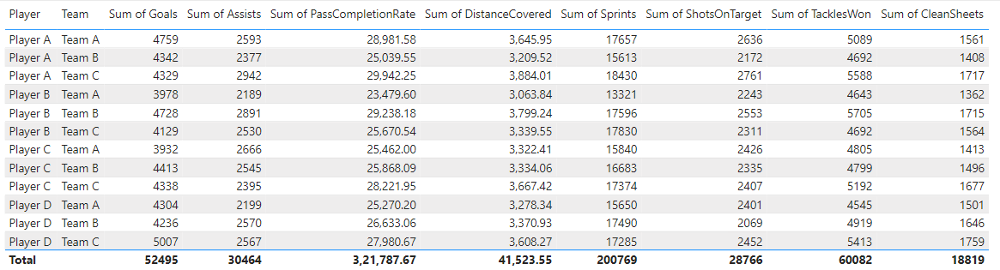 Player Team Sum of Goals Sum of Assists Sum of PassCompletionRate Sum of DistanceCovered Sum of Sprints Sum of ShotsOnTarget Sum of TacklesWon Sum of CleanSheets
Player A Team A 4759 2593 28,981.58 3,645.95 17657 2636 5089 1561
Player A Team B 4342 2377 25,039.55 3,209.52 15613 2172 4692 1408
Player A Team C 4329 2942 29,942.25 3,884.01 18430 2761 5588 1717
Player B Team A 3978 2189 23,479.60 3,063.84 13321 2243 4643 1362
Player B Team B 4728 2891 29,238.18 3,799.24 17596 2553 5705 1715
Player B Team C 4129 2530 25,670.54 3,339.55 17830 2311 4692 1564
Player C Team A 3932 2666 25,462.00 3,322.41 15840 2426 4805 1413
Player C Team B 4413 2545 25,868.09 3,334.06 16683 2335 4799 1496
Player C Team C 4338 2395 28,221.95 3,667.42 17374 2407 5192 1677
Player D Team A 4304 2199 25,270.20 3,278.34 15650 2401 4545 1501
Player D Team B 4236 2570 26,633.06 3,370.93 17490 2069 4919 1646
Player D Team C 5007 2567 27,980.67 3,608.27 17285 2452 5413 1759
Total 52495 30464 3,21,787.67 41,523.55 200769 28766 60082 18819